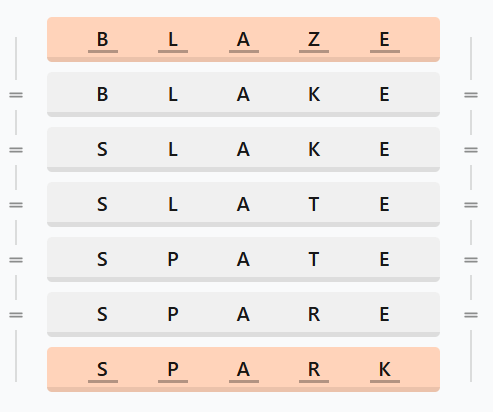 B L A Z E
B L A K E
S L A K E
S L A T E
S P A T E
S P A R E
S P A R K